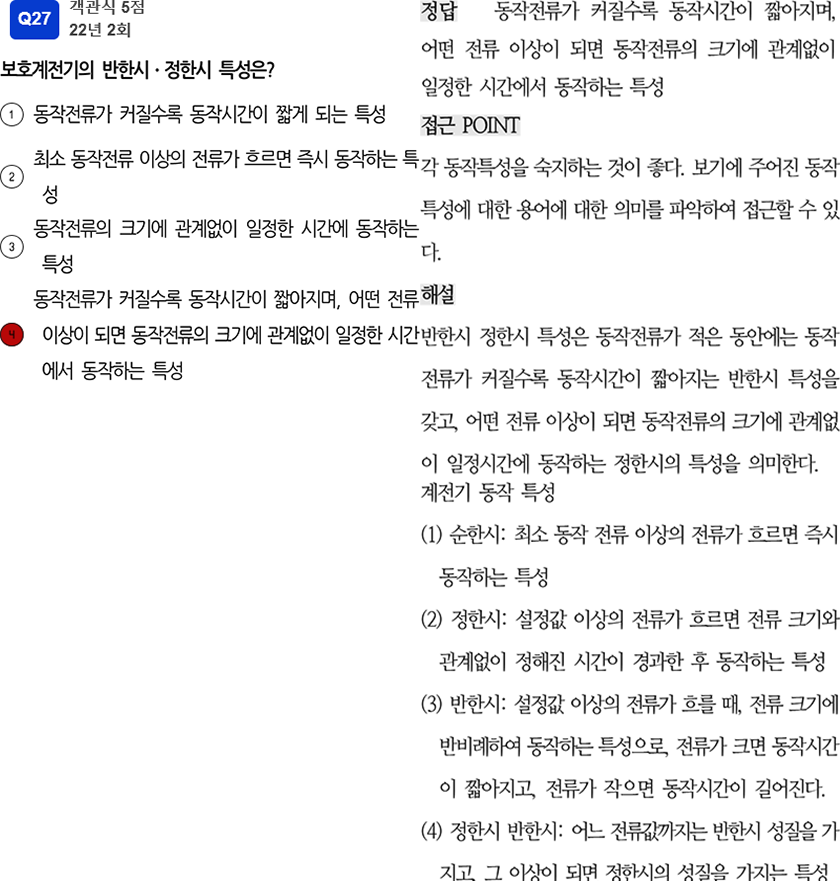 Q27
객관식 5점
22년 2회
보호계전기의 반한시·정한시 특성은?
1 동작전류가 커질수록 동작시간이 짧게 되는 특성
2 최소 동작전류 이상의 전류가 흐르면 즉시 동작하는 특
성
3 동작전류의 크기에 관계없이 일정한 시간에 동작하는
특성
동작전류가 커질수록 동작시간이 짧아지며, 어떤 전류
4 이상이 되면 동작전류의 크기에 관계없이 일정한 시간
에서 동작하는 특성
정답 동작전류가 커질수록 동작시간이 짧아지며,
어떤 전류 이상이 되면 동작전류의 크기에 관계없이
일정한 시간에서 동작하는 특성
접근 POINT
각 동작특성을 숙지하는 것이 좋다. 보기에 주어진 동작
특성에 대한 용어에 대한 의미를 파악하여 접근할 수 있
다.
해설
반한시 정한시 특성은 동작전류가 적은 동안에는 동작
전류가 커질수록 동작시간이 짧아지는 반한시 특성을
갖고, 어떤 전류 이상이 되면 동작전류의 크기에 관계없
이 일정시간에 동작하는 정한시의 특성을 의미한다.
계전기 동작 특성
(1) 순한시: 최소 동작 전류 이상의 전류가 흐르면 즉시
동작하는 특성
(2) 정한시: 설정값 이상의 전류가 흐르면 전류 크기와
관계없이 정해진 시간이 경과한 후 동작하는 특성
(3) 반한시: 설정값 이상의 전류가 흐를 때, 전류 크기에
반비례하여 동작하는 특성으로, 전류가 크면 동작시간
이 짧아지고, 전류가 작으면 동작시간이 길어진다.
(4) 정한시 반한시: 어느 전류값까지는 반한시 성질을 가
지고, 그 이상이 되면 정한시의 성질을 가지는 특성